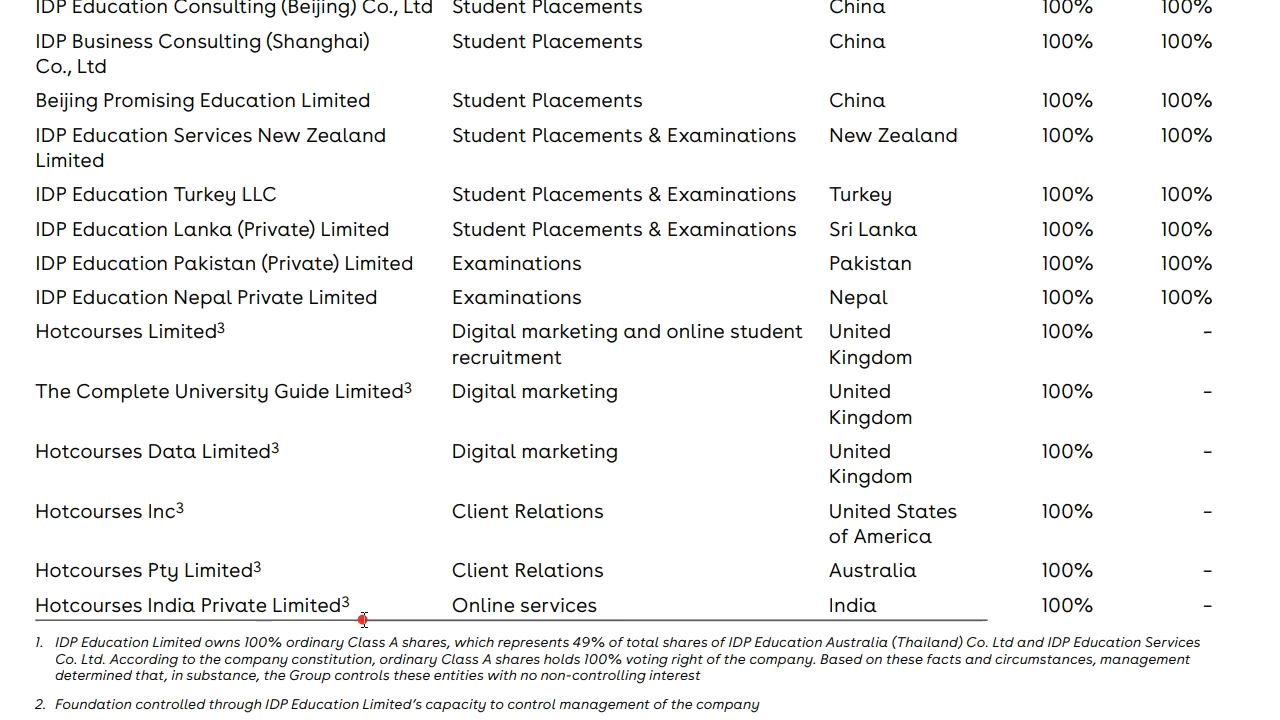 IDP Education Consulting (Beijing) Co., Ltd Student Placements China 100% 100%
IDP Business Consulting (Shanghai) Student Placements China 100% 100%
Co., Ltd
Beijing Promising Education Limited Student Placements China 100% 100%
IDP Education Services New Zealand Student Placements & Examinations New Zealand 100% 100%
Limited
IDP Education Turkey LLC Student Placements & Examinations Turkey 100% 100%
IDP Education Lanka (Private) Limited Student Placements & Examinations Sri Lanka 100% 100%
IDP Education Pakistan (Private) Limited Examinations Pakistan 100% 100%
IDP Education Nepal Private Limited Examinations Nepal 100% 100%
Hotcourses Limited³ Digital marketing and online student United 100% –
recruitment Kingdom
The Complete University Guide Limited³ Digital marketing United 100% –
Kingdom
Hotcourses Data Limited³ Digital marketing United 100% –
Kingdom
Hotcourses Inc³ Client Relations United States 100% –
of America
Hotcourses Pty Limited³ Client Relations Australia 100% –
Hotcourses India Private Limited³ Online services India 100% –
1. IDP Education Limited owns 100% ordinary Class A shares, which represents 49% of total shares of IDP Education Australia (Thailand) Co. Ltd and IDP Education Services
Co. Ltd. According to the company constitution, ordinary Class A shares holds 100% voting right of the company. Based on these facts and circumstances, management
determined that, in substance, the Group controls these entities with no non-controlling interest
2. Foundation controlled through IDP Education Limited’s capacity to control management of the company